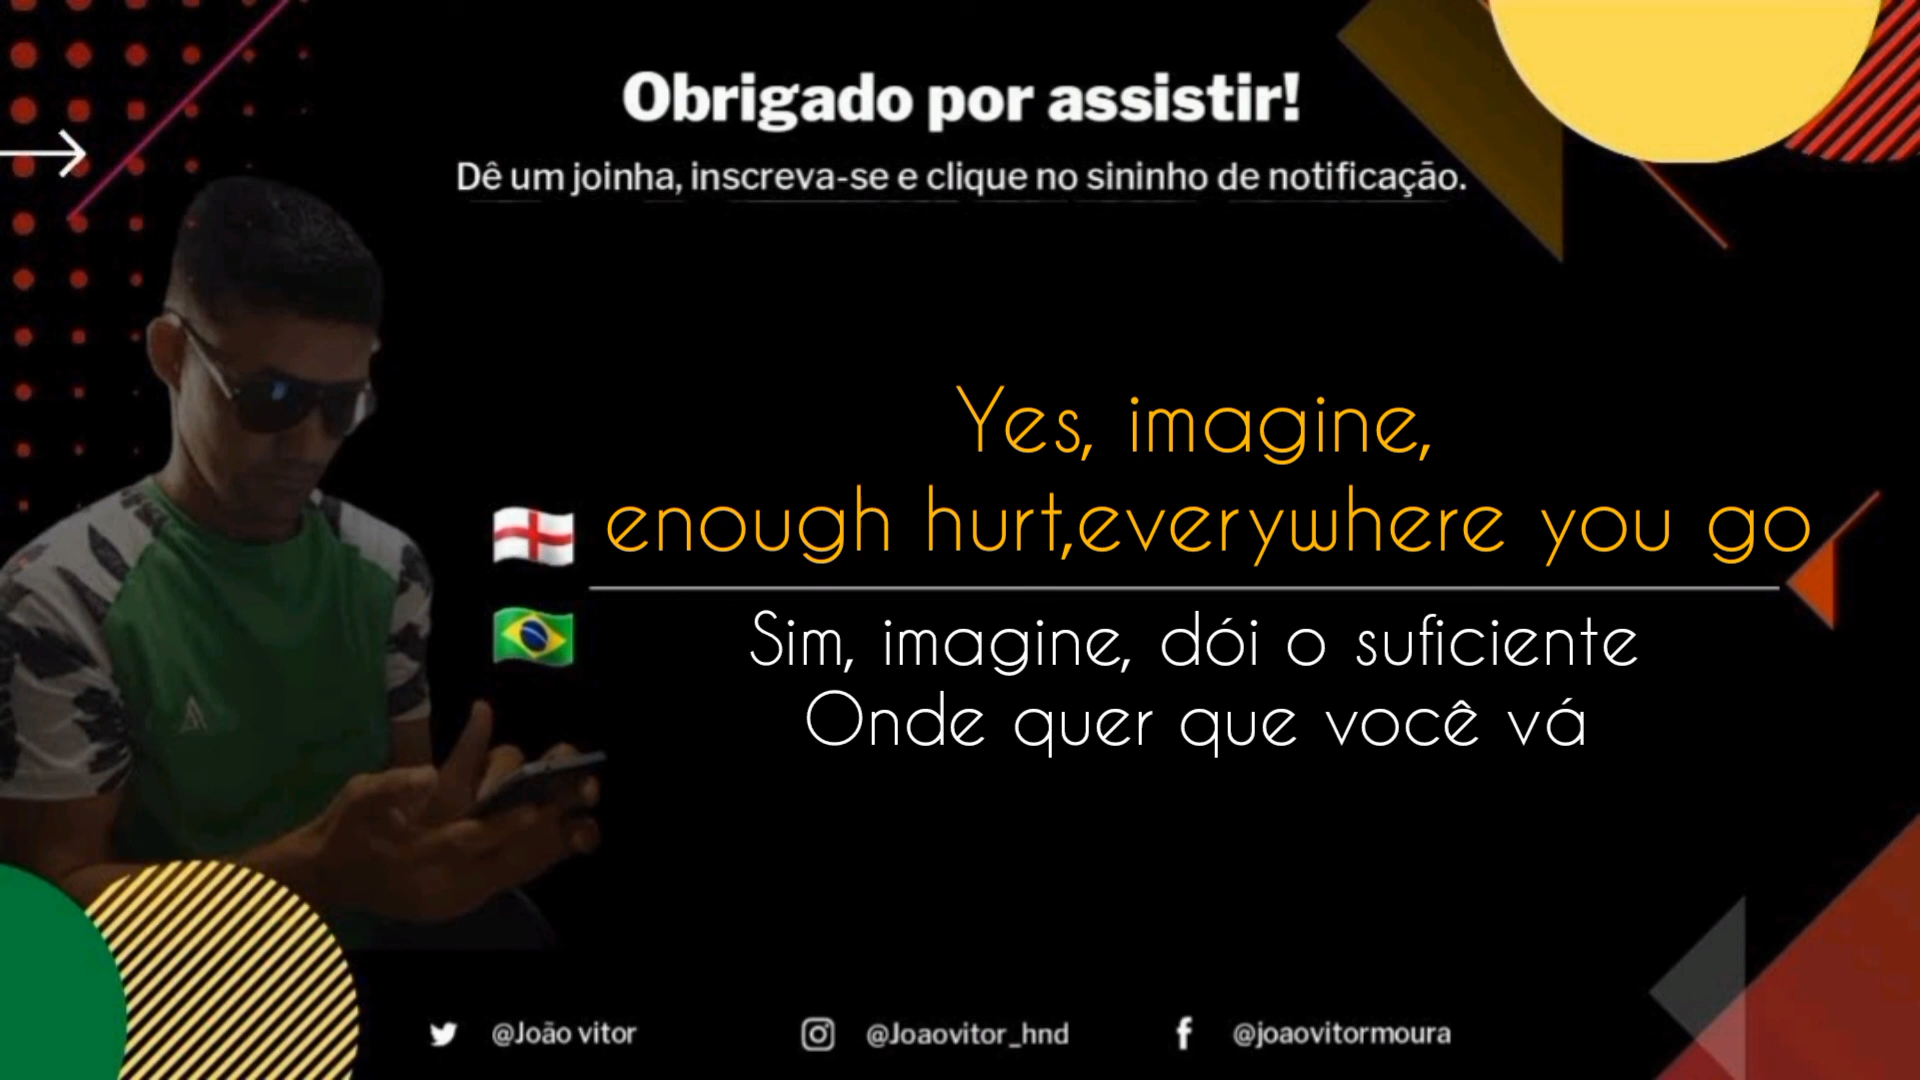 Obrigado por assistir!
Dê um joinha, inscreva-se e clique no sininho de notificação.
Yes, imagine,
enough hurt,everywhere you go
Sim, imagine, dói o suficiente
Onde quer que você vá
@João vitor
@Joaovitor_hnd
@joaovitormoura